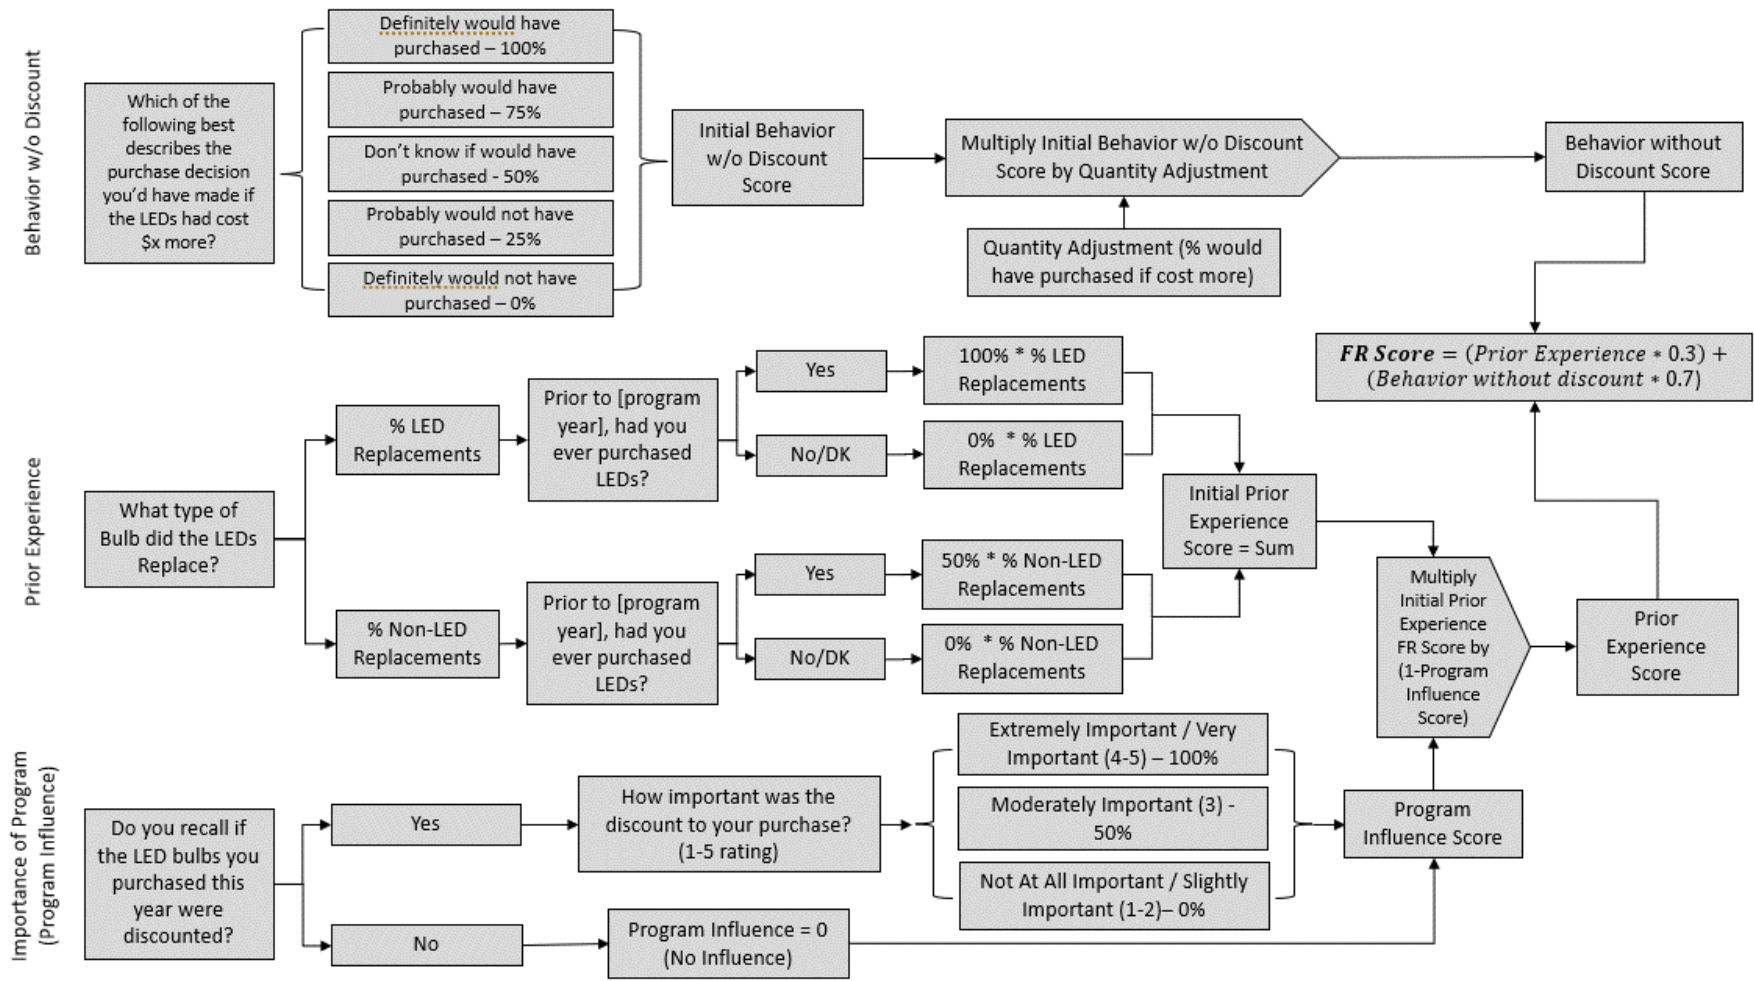 Behavior w/o Discount
Which of the
following best
describes the
purchase decision
you'd have made if
the LEDs had cost
$x more?
Definitely would have
purchased – 100%
Probably would have
purchased – 75%
Don't know if would have
purchased - 50%
Probably would not have
purchased – 25%
Definitely would not have
purchased – 0%
Initial Behavior
w/o Discount
Score
Multiply Initial Behavior w/o Discount
Score by Quantity Adjustment
Quantity Adjustment (% would
have purchased if cost more)
Behavior without
Discount Score
FR Score = (Prior Experience * 0.3) +
(Behavior without discount * 0.7)
Prior Experience
What type of
Bulb did the LEDs
Replace?
% LED
Replacements
Prior to [program
year], had you
ever purchased
LEDs?
Yes
100% * % LED
Replacements
No/DK
0%  * % LED
Replacements
% Non-LED
Replacements
Prior to [program
year], had you
ever purchased
LEDs?
Yes
50% * % Non-LED
Replacements
No/DK
0%  * % Non-LED
Replacements
Initial Prior
Experience
Score = Sum
Multiply
Initial Prior
Experience
FR Score by
(1-Program
Influence
Score)
Prior
Experience
Score
Importance of Program
(Program Influence)
Do you recall if
the LED bulbs you
purchased this
year were
discounted?
Yes
How important was the
discount to your purchase?
(1-5 rating)
Extremely Important / Very
Important (4-5) – 100%
Moderately Important (3) -
50%
Not At All Important / Slightly
Important (1-2)– 0%
No
Program Influence = 0
(No Influence)
Program
Influence Score